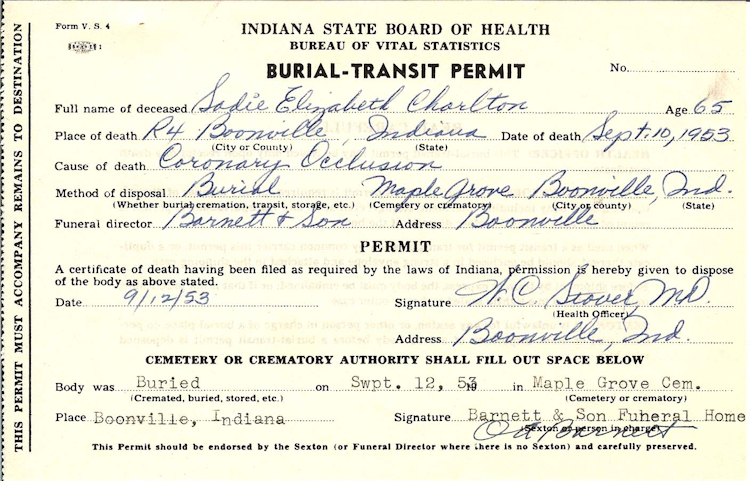 Form V. S. 4
INDIANA STATE BOARD OF HEALTH
BUREAU OF VITAL STATISTICS
BURIAL-TRANSIT PERMIT
No.
Full name of deceased Sadie Elizabeth Charlton Age 65
Place of death R4 Boonville, Indiana Date of death Sept. 10, 1953
(City or County) (State)
Cause of death Coronary Occlusion
Method of disposal Burial Maple Grove Boonville, Ind.
(Whether burial, cremation, transit, storage, etc.) (Cemetery or crematory) (City or county) (State)
Funeral director Barnett & Son Address Boonville
PERMIT
A certificate of death having been filed as required by the laws of Indiana, permission is hereby given to dispose
of the body as above stated.
Date 9/12/53 Signature W. C. Stover, MD.
(Health Officer)
Address Boonville, Ind.
CEMETERY OR CREMATORY AUTHORITY SHALL FILL OUT SPACE BELOW
Body was Buried on Swpt. 12, 53 in Maple Grove Cem.
(Cremated, buried, stored, etc.) (Cemetery or crematory)
Place Boonville, Indiana Signature Barnett & Son Fuheral Home
Barnett
(Sexton or person in charge)
This Permit should be endorsed by the Sexton (or Funeral Director where there is no Sexton) and carefully preserved.
THIS PERMIT MUST ACCOMPANY REMAINS TO DESTINATION